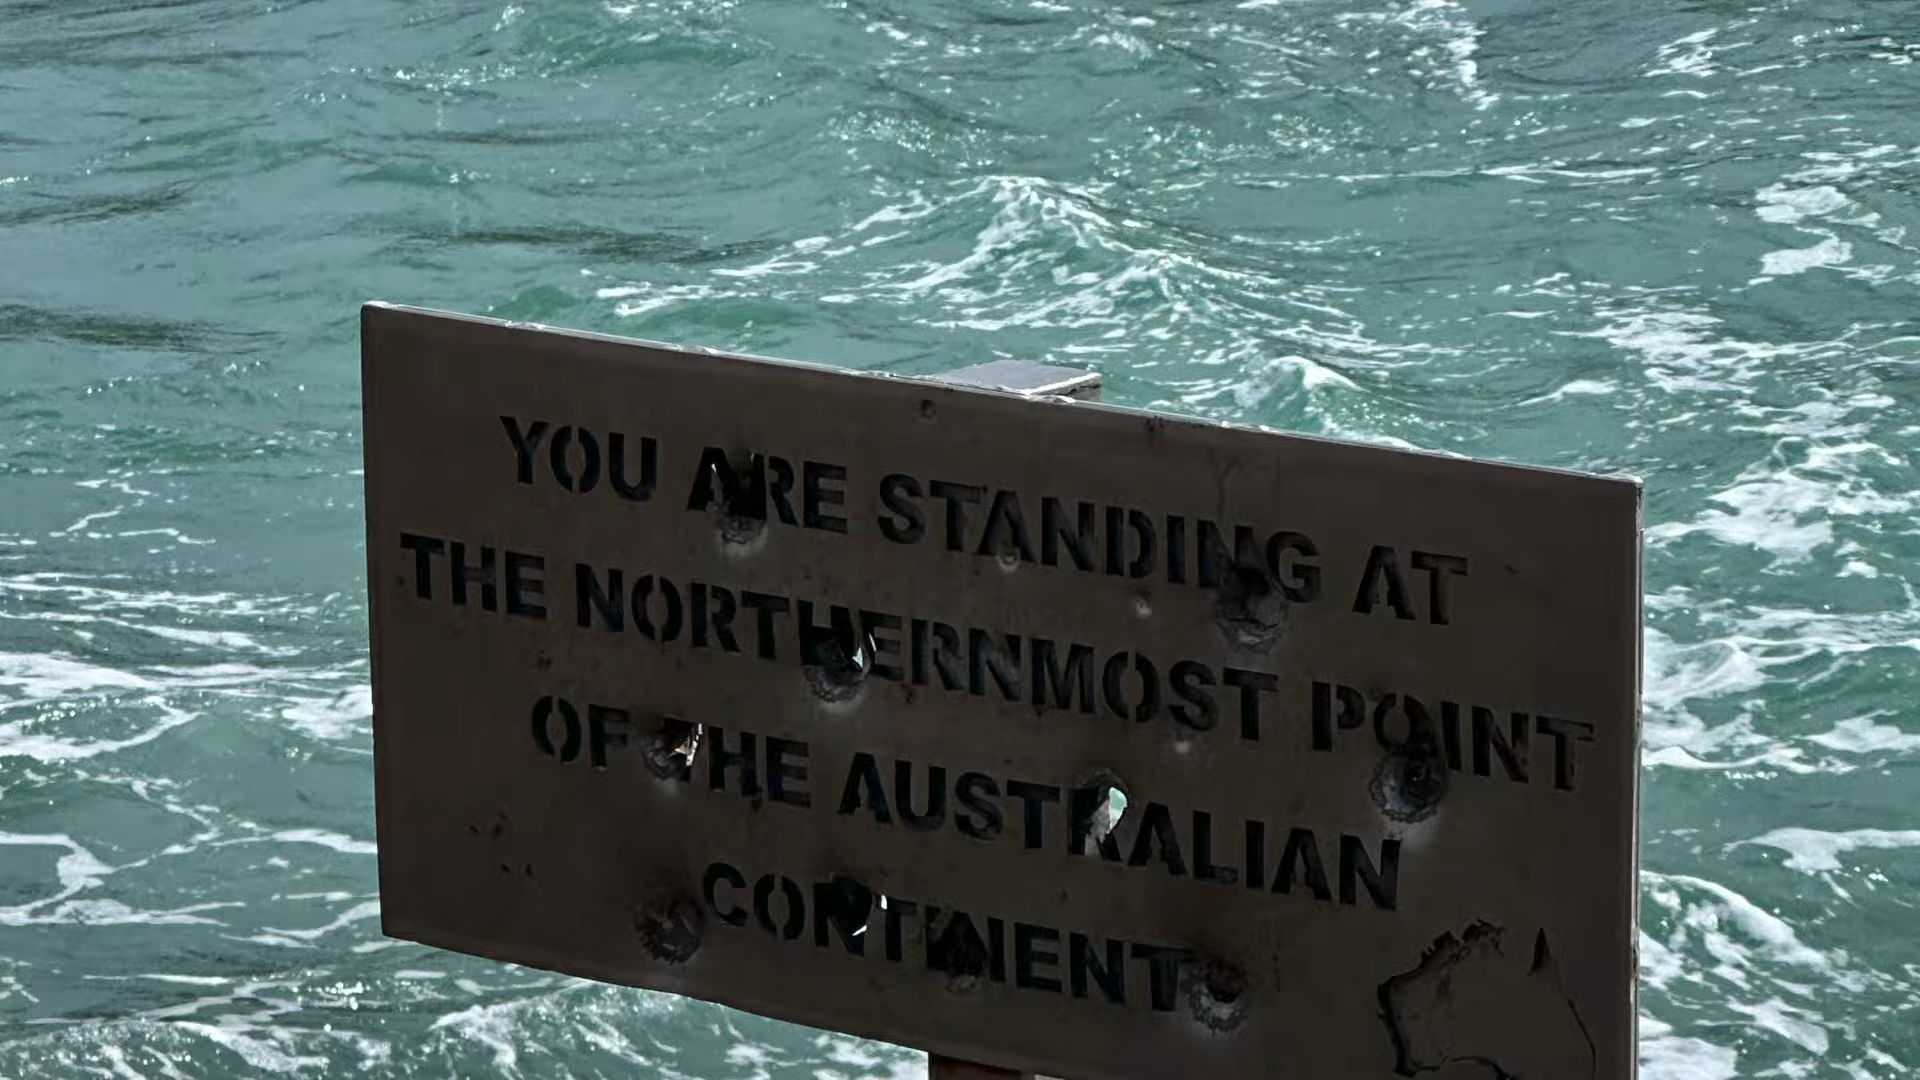 YOU ARE STANDING AT
THE NORTHERNMOST POINT
OF THE AUSTRALIAN
CONTINENT